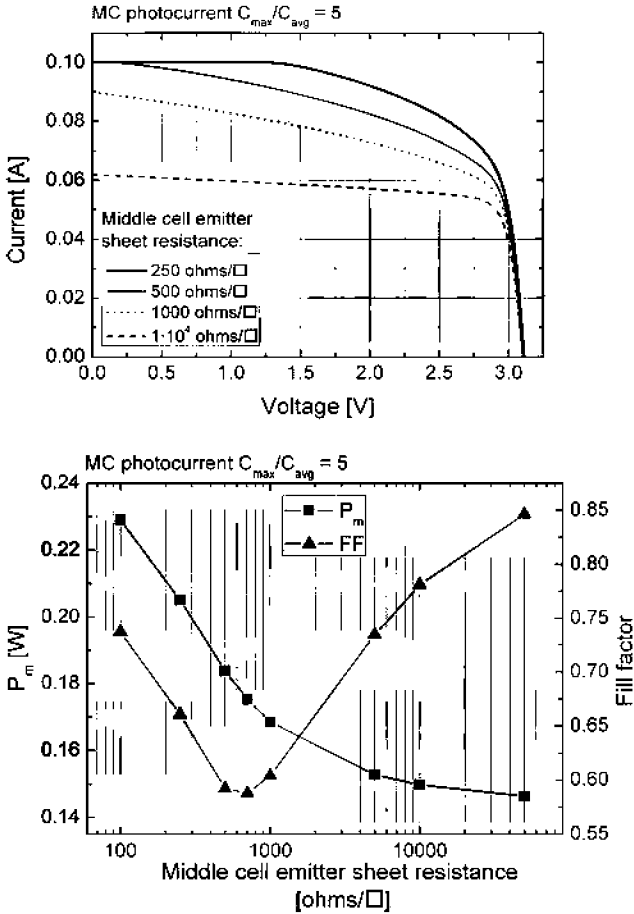 MC photocurrent Cmax/Cavg = 5
0.10
0.08
0.06
0.04
0.02
0.00
Current [A]
Middle cell emitter
sheet resistance:
250 ohms/□
500 ohms/□
1000 ohms/□
1·10⁴ ohms/□
0.0 0.5 1.0 1.5 2.0 2.5 3.0
Voltage [V]
MC photocurrent Cmax/Cavg = 5
0.24
0.22
0.20
0.18
0.16
0.14
Pm [W]
Pm
FF
0.85
0.80
0.75
0.70
0.65
0.60
0.55
Fill factor
100 1000 10000
Middle cell emitter sheet resistance
[ohms/□]